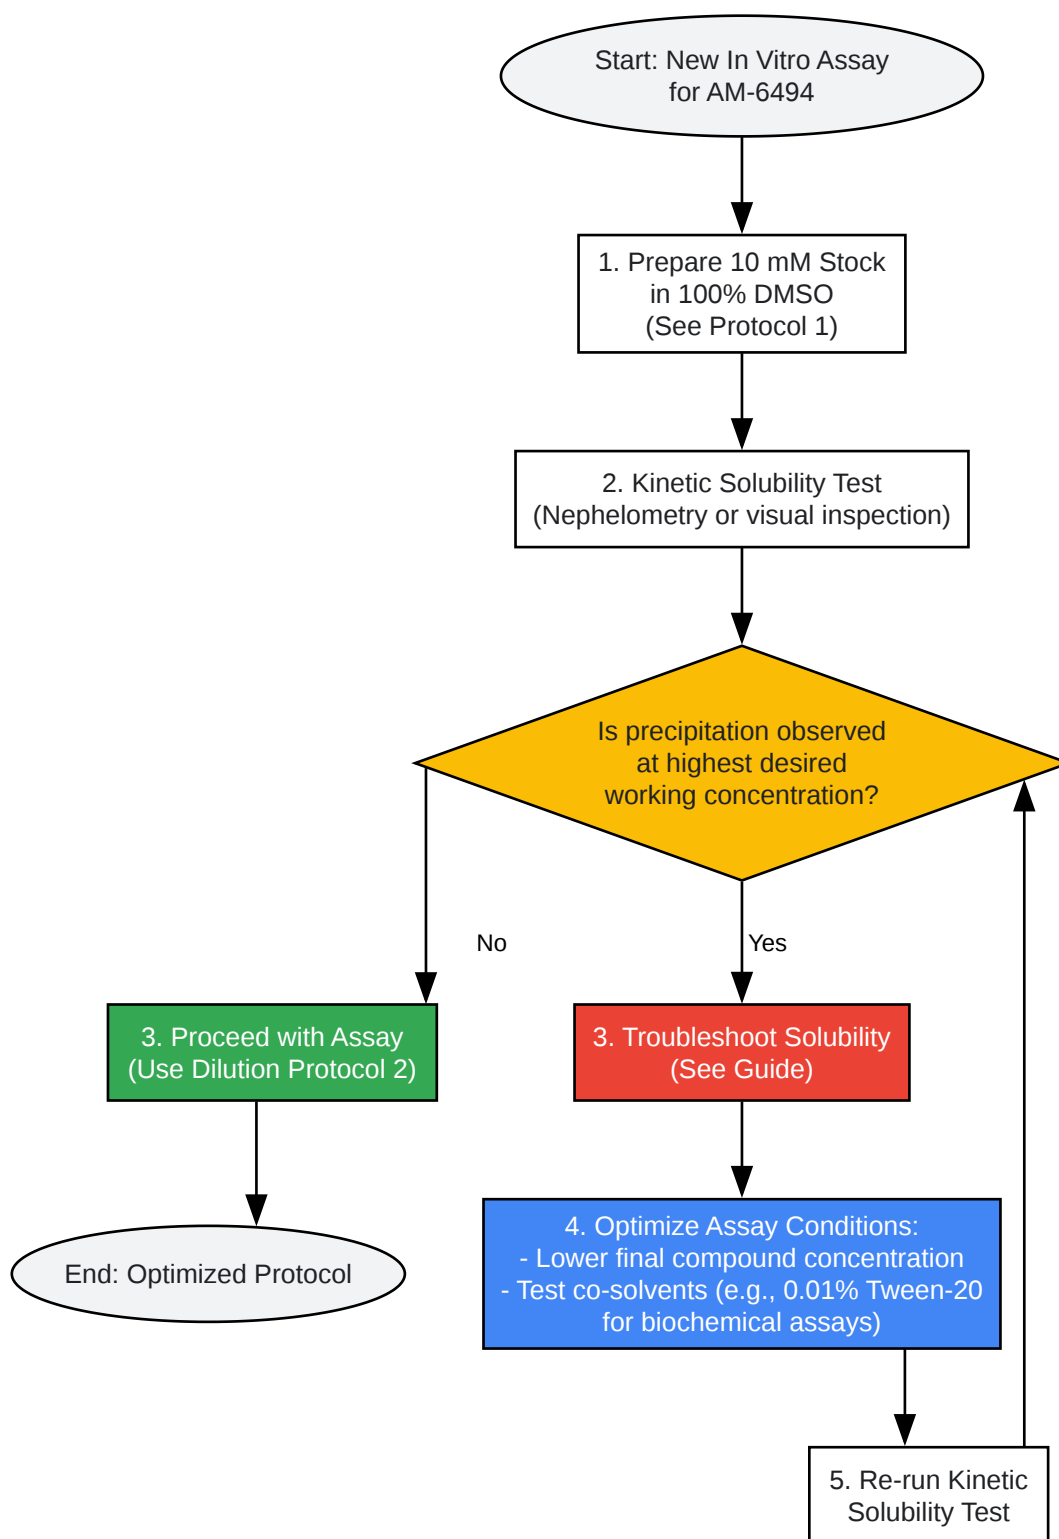 Start: New In Vitro Assay
for AM-6494
1. Prepare 10 mM Stock
in 100% DMSO
(See Protocol 1)
2. Kinetic Solubility Test
(Nephelometry or visual inspection)
Is precipitation observed
at highest desired
working concentration?
No
Yes
3. Proceed with Assay
(Use Dilution Protocol 2)
3. Troubleshoot Solubility
(See Guide)
End: Optimized Protocol
4. Optimize Assay Conditions:
- Lower final compound concentration
- Test co-solvents (e.g., 0.01% Tween-20
for biochemical assays)
5. Re-run Kinetic
Solubility Test